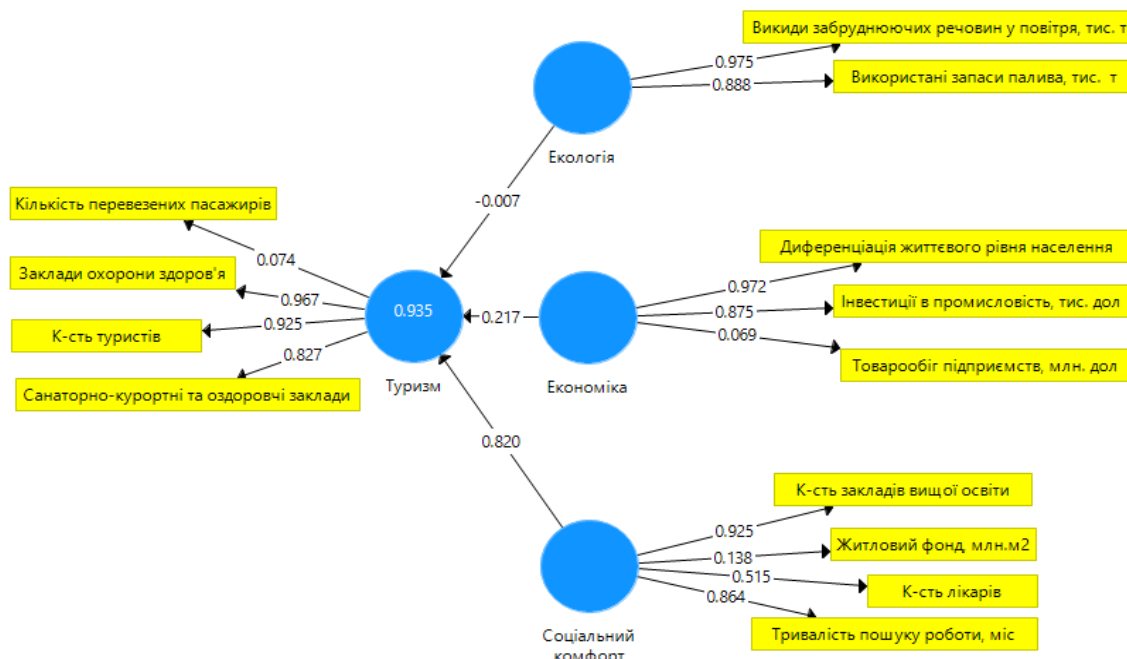 Викиди забруднюючих речовин у повітря, тис. т
0.975
Використані запаси палива, тис. т
0.888
Екологія
-0.007
Кількість перевезених пасажирів
0.074
Заклади охорони здоров'я
0.967
К-сть туристів
0.925
Санаторно-курортні та оздоровчі заклади
0.827
0.935
Туризм
0.217
Економіка
Диференціація життєвого рівня населення
0.972
Інвестиції в промисловість, тис. дол
0.875
Товарообіг підприємств, млн. дол
0.069
0.820
Соціальний
комфорт
К-сть закладів вищої освіти
0.925
Житловий фонд, млн.м2
0.138
К-сть лікарів
0.515
Тривалість пошуку роботи, міс
0.864